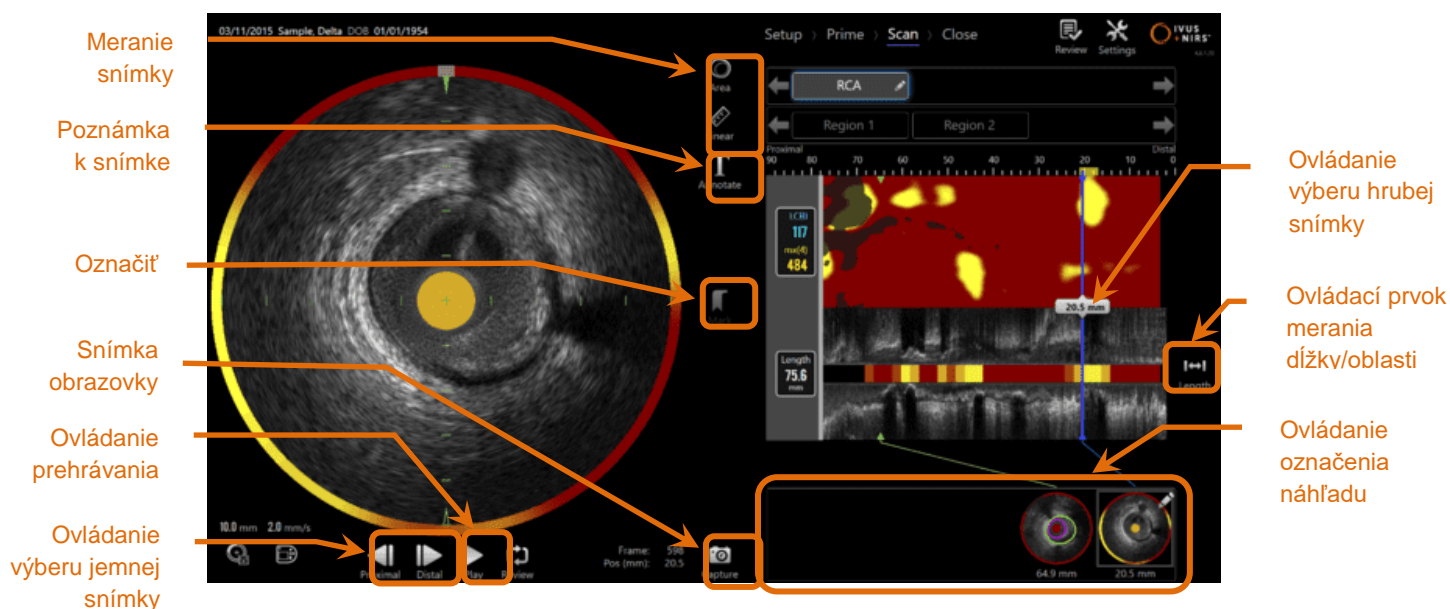 Meranie
snímky
Poznámka
k snímke
Označiť
Snímka
obrazovky
Ovládanie
prehrávania
Ovládanie
výberu jemnej
snímky
03/11/2015 Sample, Delta DOB 01/01/1954
Setup › Prime › Scan › Close
Review
Settings
IVUS
+NIRS
Area
RCA
Region 1
Region 2
Annotate
Proximal
Distal
90 80 70 60 50 40 30 20 10 0
LCBI
117
mx(4)
484
20.5 mm
Length
75.6
mm
Length
10.0 mm 2.0 mm/s
Proximal
Distal
Play
Review
Frame: 598
Pos (mm): 20.5
Capture
64.9 mm
20.5 mm
Ovládanie
výberu hrubej
snímky
Ovládací prvok
merania
dĺžky/oblasti
Ovládanie
označenia
náhľadu